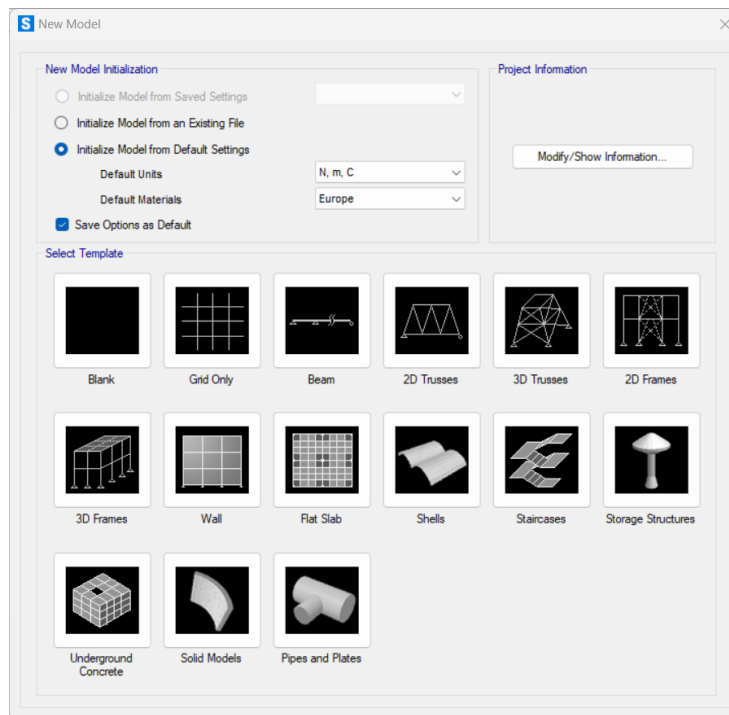 S New Model
New Model Initialization
Project Information
Initialize Model from Saved Settings
Initialize Model from an Existing File
Initialize Model from Default Settings
Modify/Show Information...
Default Units
N, m, C
Default Materials
Europe
Save Options as Default
Select Template
Blank
Grid Only
Beam
2D Trusses
3D Trusses
2D Frames
3D Frames
Wall
Flat Slab
Shells
Staircases
Storage Structures
Underground
Concrete
Solid Models
Pipes and Plates